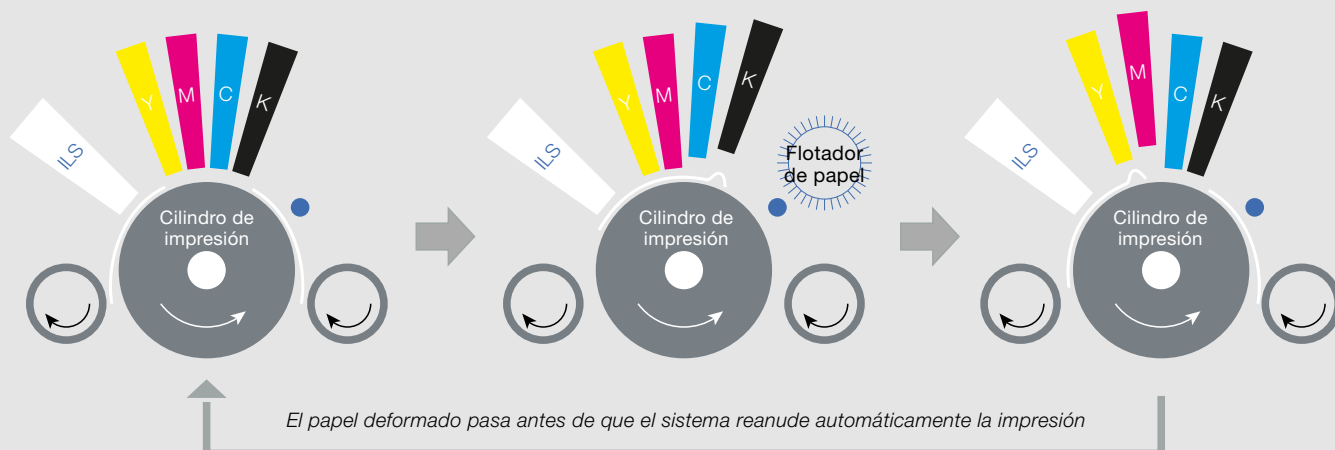 ILS
Y
M
C
K
Cilindro de
impresión
ILS
Y
M
C
K
Flotador
de papel
Cilindro de
impresión
ILS
Y
M
C
K
Cilindro de
impresión
El papel deformado pasa antes de que el sistema reanude automáticamente la impresión